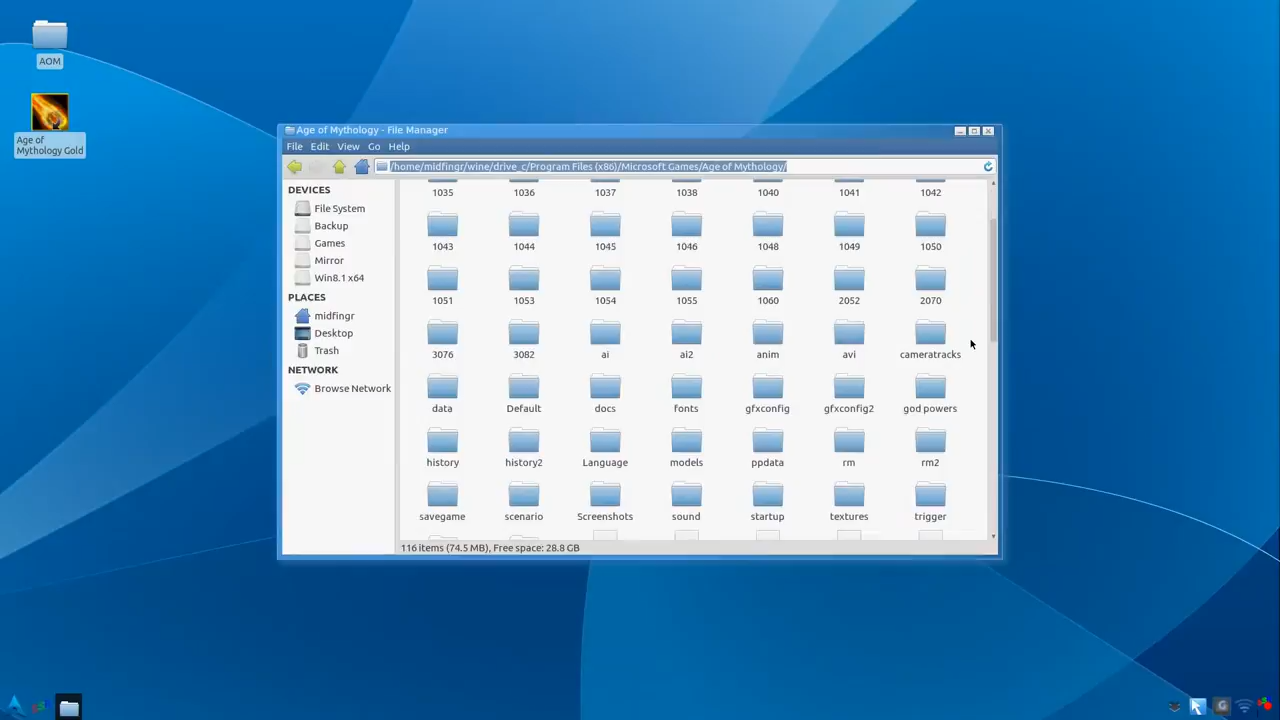 AOM
Age of
Mythology Gold
Age of Mythology - File Manager
File Edit View Go Help
/home/midfingr/wine/drive_c/Program Files (x86)/Microsoft Games/Age of Mythology/
DEVICES
File System
Backup
Games
Mirror
Win8.1 x64
PLACES
midfingr
Desktop
Trash
NETWORK
Browse Network
1035 1036 1037 1038 1040 1041 1042
1043 1044 1045 1046 1048 1049 1050
1051 1053 1054 1055 1060 2052 2070
3076 3082 ai ai2 anim avi cameratracks
data Default docs fonts gfxconfig gfxconfig2 god powers
history history2 Language models ppdata rm rm2
savegame scenario Screenshots sound startup textures trigger
116 items (74.5 MB), Free space: 28.8 GB